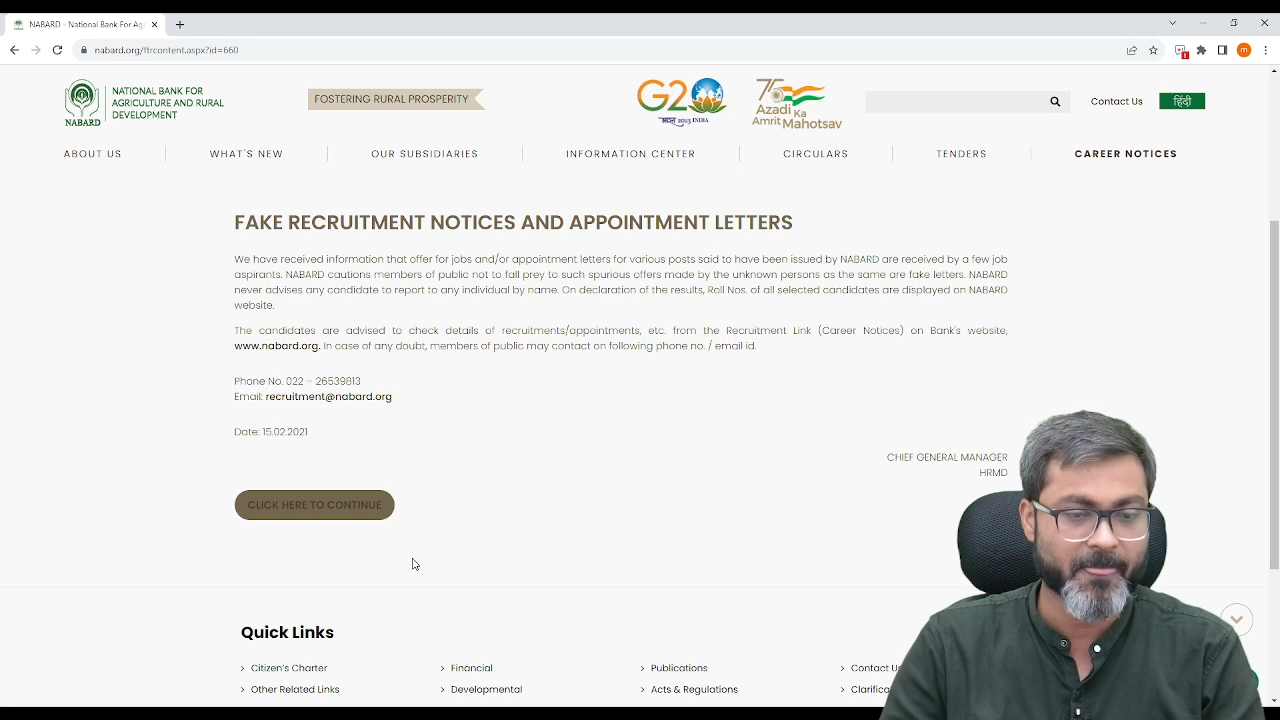 NABARD - National Bank For Ag
nabard.org/ftrcontent.aspx?id=660
m
NABARD
NATIONAL BANK FOR
AGRICULTURE AND RURAL
DEVELOPMENT
FOSTERING RURAL PROSPERITY
G20
भारत 2023 INDIA
75
Azadi Ka
Amrit Mahotsav
Contact Us
हिंदी
ABOUT US
WHAT'S NEW
OUR SUBSIDIARIES
INFORMATION CENTER
CIRCULARS
TENDERS
CAREER NOTICES
FAKE RECRUITMENT NOTICES AND APPOINTMENT LETTERS
We have received information that offer for jobs and/or appointment letters for various posts said to have been issued by NABARD are received by a few job
aspirants. NABARD cautions members of public not to fall prey to such spurious offers made by the unknown persons as the same are fake letters. NABARD
never advises any candidate to report to any individual by name. On declaration of the results, Roll Nos. of all selected candidates are displayed on NABARD
website.
The candidates are advised to check details of recruitments/appointments, etc. from the Recruitment Link (Career Notices) on Bank's website,
www.nabard.org. In case of any doubt, members of public may contact on following phone no. / email id.
Phone No. 022 – 26539813
Email: recruitment@nabard.org
Date: 15.02.2021
CHIEF GENERAL MANAGER
HRMD
CLICK HERE TO CONTINUE
Quick Links
> Citizen's Charter
> Financial
> Publications
> Contact Us
> Other Related Links
> Developmental
> Acts & Regulations
> Clarifica